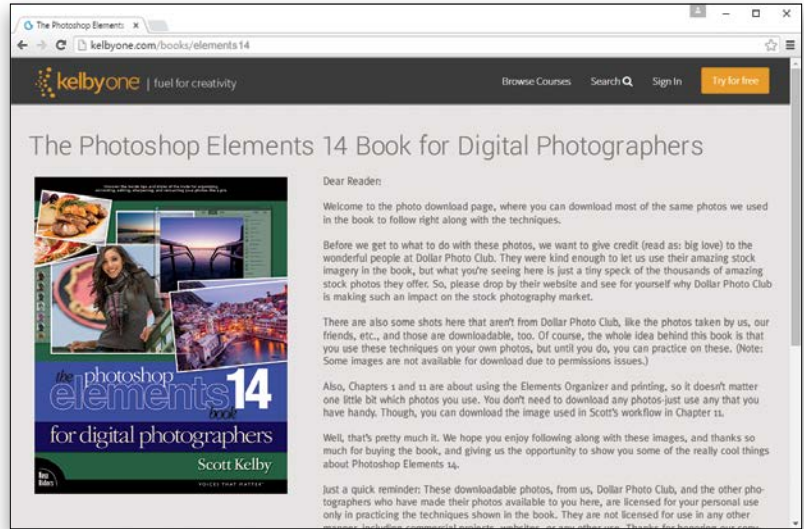 The Photoshop Elements
kelbyone.com/books/elements14
kelbyone | fuel for creativity
Browse Courses Search Sign In Try for free
The Photoshop Elements 14 Book for Digital Photographers
the photoshop
elements 14
book
for digital photographers
Scott Kelby
VOICES THAT MATTER
Dear Reader:
Welcome to the photo download page, where you can download most of the same photos we used
in the book to follow right along with the techniques.
Before we get to what to do with these photos, we want to give credit (read as: big love) to the
wonderful people at Dollar Photo Club. They were kind enough to let us use their amazing stock
imagery in the book, but what you're seeing here is just a tiny speck of the thousands of amazing
stock photos they offer. So, please drop by their website and see for yourself why Dollar Photo Club
is making such an impact on the stock photography market.
There are also some shots here that aren't from Dollar Photo Club, like the photos taken by us, our
friends, etc., and those are downloadable, too. Of course, the whole idea behind this book is that
you use these techniques on your own photos, but until you do, you can practice on these. (Note:
Some images are not available for download due to permissions issues.)
Also, Chapters 1 and 11 are about using the Elements Organizer and printing, so it doesn't matter
one little bit which photos you use. You don't need to download any photos-just use any that you
have handy. Though, you can download the image used in Scott's workflow in Chapter 11.
Well, that's pretty much it. We hope you enjoy following along with these images, and thanks so
much for buying the book, and giving us the opportunity to show you some of the really cool things
about Photoshop Elements 14.
Just a quick reminder: These downloadable photos, from us, Dollar Photo Club, and the other pho-
tographers who have made their photos available to you here, are licensed for your personal use
only in practicing the techniques shown in the book. They are not licensed for use in any other